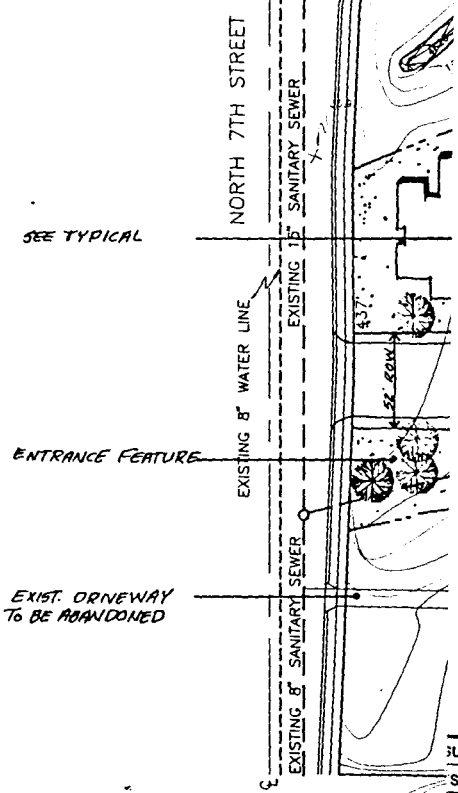 NORTH 7TH STREET
EXISTING 15" SANITARY SEWER
SEE TYPICAL
EXISTING 8" WATER LINE
437'
52' ROW
ENTRANCE FEATURE
EXIST. DRIVEWAY
TO BE ABANDONED
EXISTING 8" SANITARY SEWER
CL